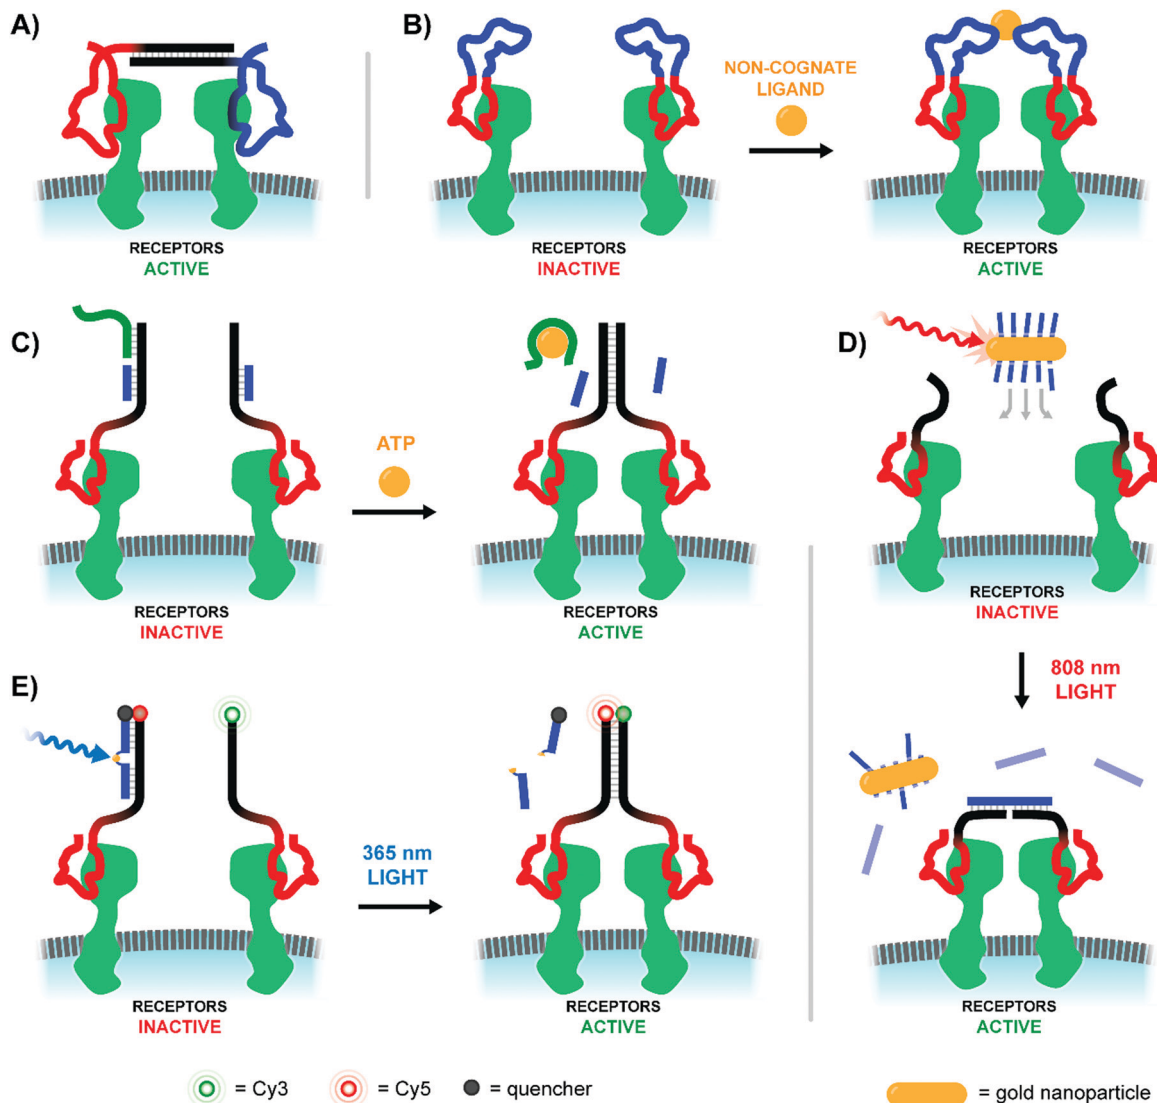 A)
RECEPTORS
ACTIVE
B)
NON-COGNATE
LIGAND
RECEPTORS
INACTIVE
RECEPTORS
ACTIVE
C)
ATP
RECEPTORS
INACTIVE
RECEPTORS
ACTIVE
D)
RECEPTORS
INACTIVE
808 nm
LIGHT
RECEPTORS
ACTIVE
E)
365 nm
LIGHT
RECEPTORS
INACTIVE
RECEPTORS
ACTIVE
= Cy3
= Cy5
= quencher
= gold nanoparticle